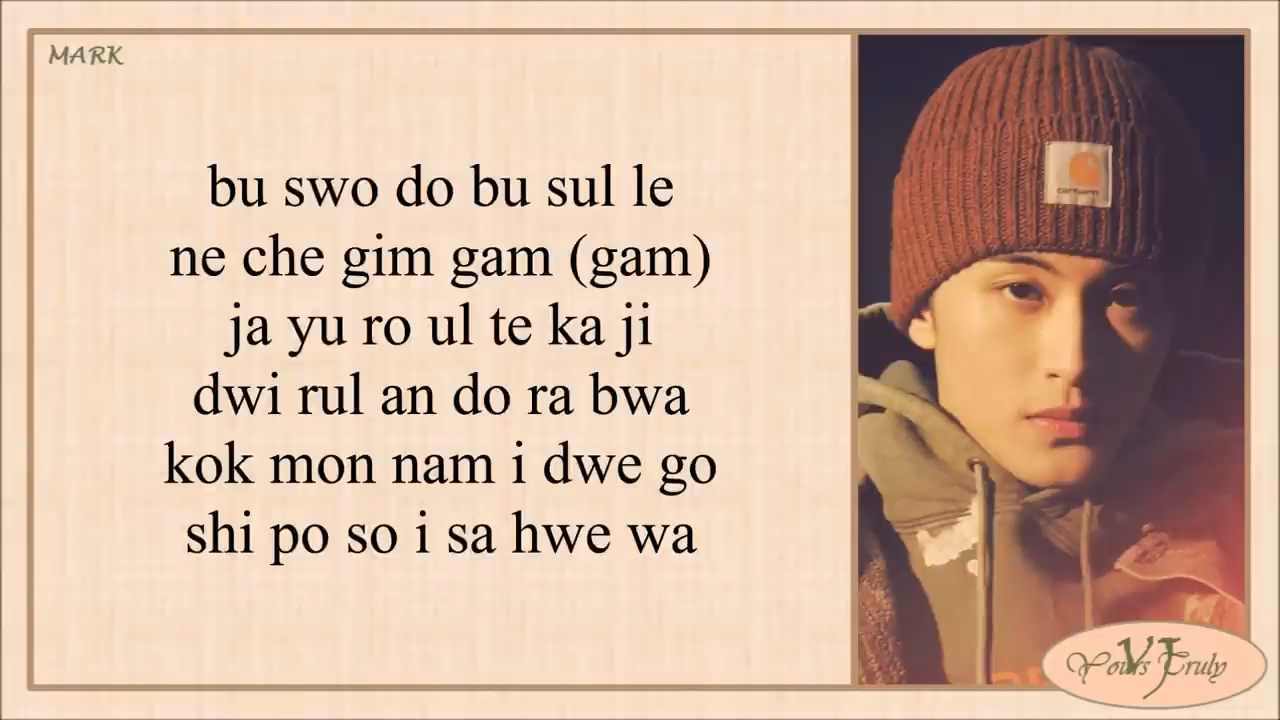 MARK
bu swo do bu sul le
ne che gim gam (gam)
ja yu ro ul te ka ji
dwi rul an do ra bwa
kok mon nam i dwe go
shi po so i sa hwe wa
carhartt
VJ
Yours Truly